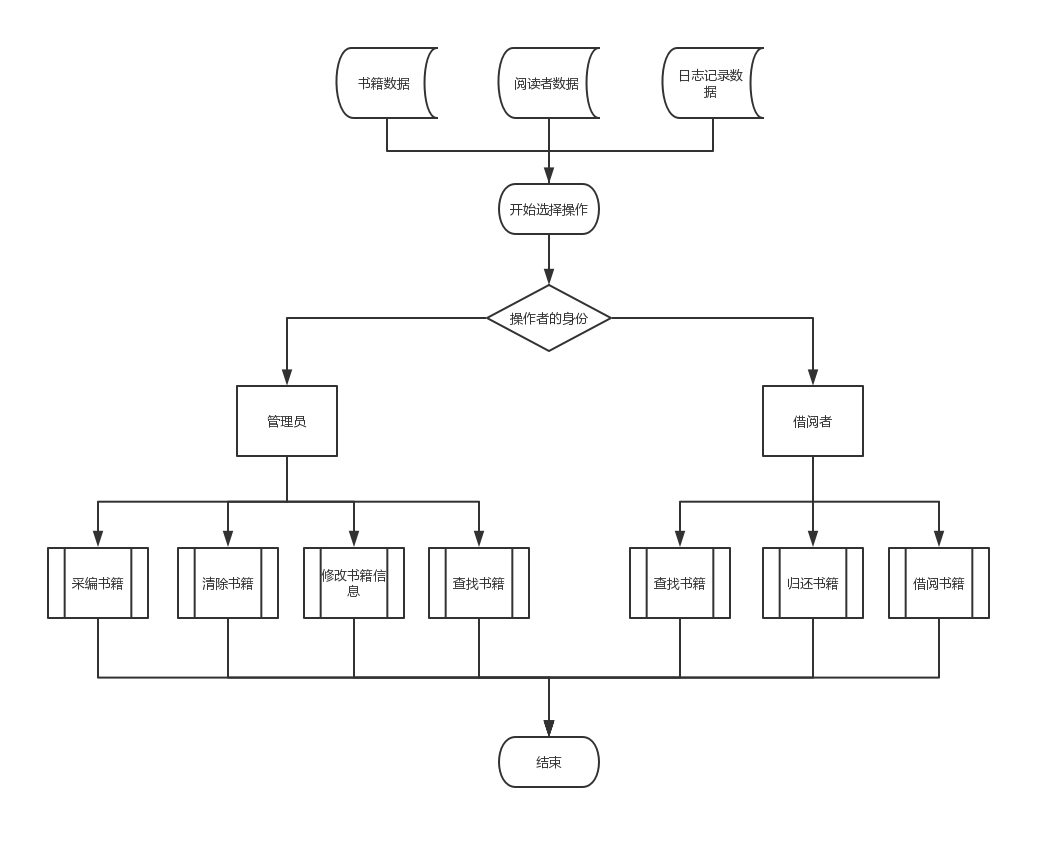 书籍数据
阅读者数据
日志记录数
据
开始选择操作
操作者的身份
管理员
借阅者
采编书籍
清除书籍
修改书籍信
息
查找书籍
查找书籍
归还书籍
借阅书籍
结束